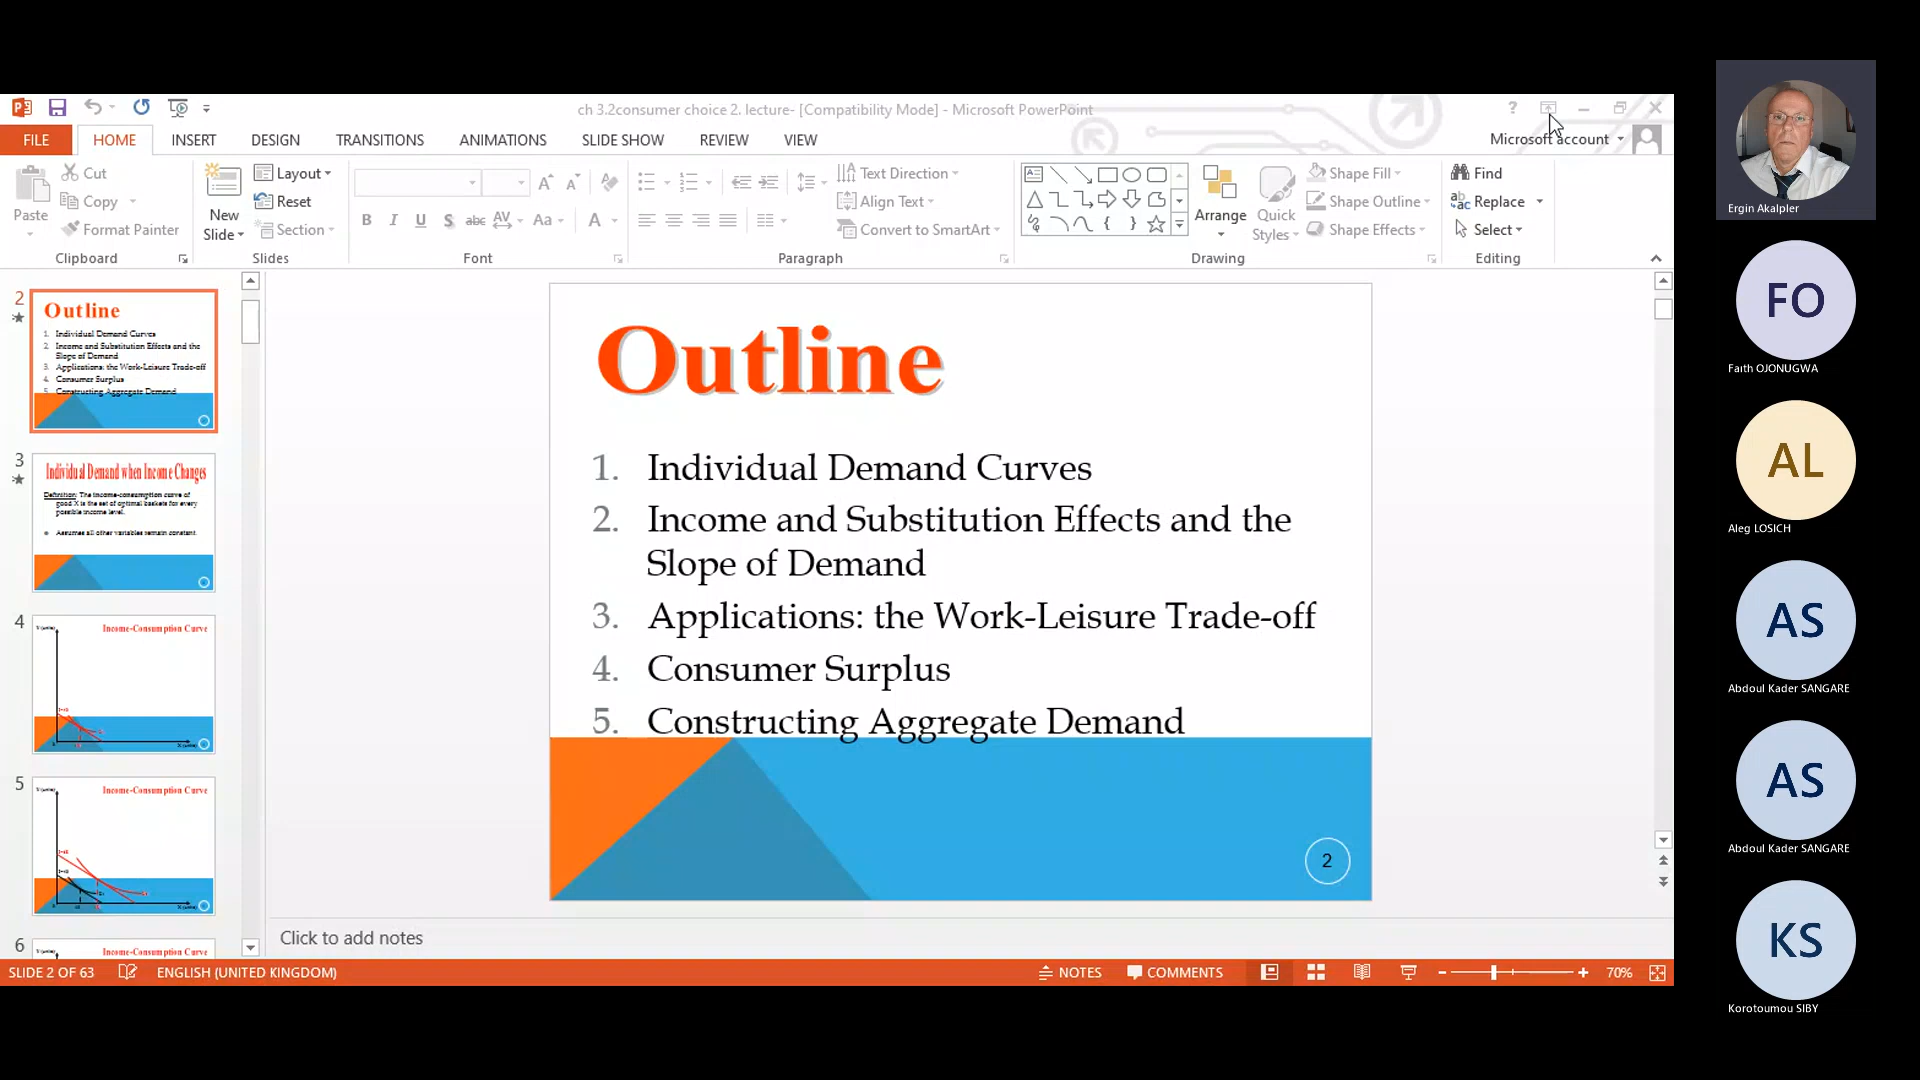 ch 3.2consumer choice 2. lecture- [Compatibility Mode] - Microsoft PowerPoint
FILE
HOME
INSERT
DESIGN
TRANSITIONS
ANIMATIONS
SLIDE SHOW
REVIEW
VIEW
Microsoft account
Paste
Cut
Copy
Format Painter
Clipboard
New
Slide
Layout
Reset
Section
Slides
Font
Text Direction
Align Text
Convert to SmartArt
Paragraph
Arrange
Quick
Styles
Shape Fill
Shape Outline
Shape Effects
Drawing
Find
Replace
Select
Editing
2
Outline
1. Individual Demand Curves
2. Income and Substitution Effects and the
Slope of Demand
3. Applications: the Work-Leisure Trade-off
4. Consumer Surplus
5. Constructing Aggregate Demand
3
Individual Demand when Income Changes
Definition: The income-consumption curve of
good X is the set of optimal baskets for every
possible income level.
Assumes all other variables remain constant.
4
Income-Consumption Curve
5
Income-Consumption Curve
6
Income-Consumption Curve
Outline
1. Individual Demand Curves
2. Income and Substitution Effects and the
Slope of Demand
3. Applications: the Work-Leisure Trade-off
4. Consumer Surplus
5. Constructing Aggregate Demand
2
Click to add notes
SLIDE 2 OF 63
ENGLISH (UNITED KINGDOM)
NOTES
COMMENTS
70%
Ergin Akalpler
FO
Faith OJONUGWA
AL
Aleg LOSICH
AS
Abdoul Kader SANGARE
AS
Abdoul Kader SANGARE
KS
Korotoumou SIBY